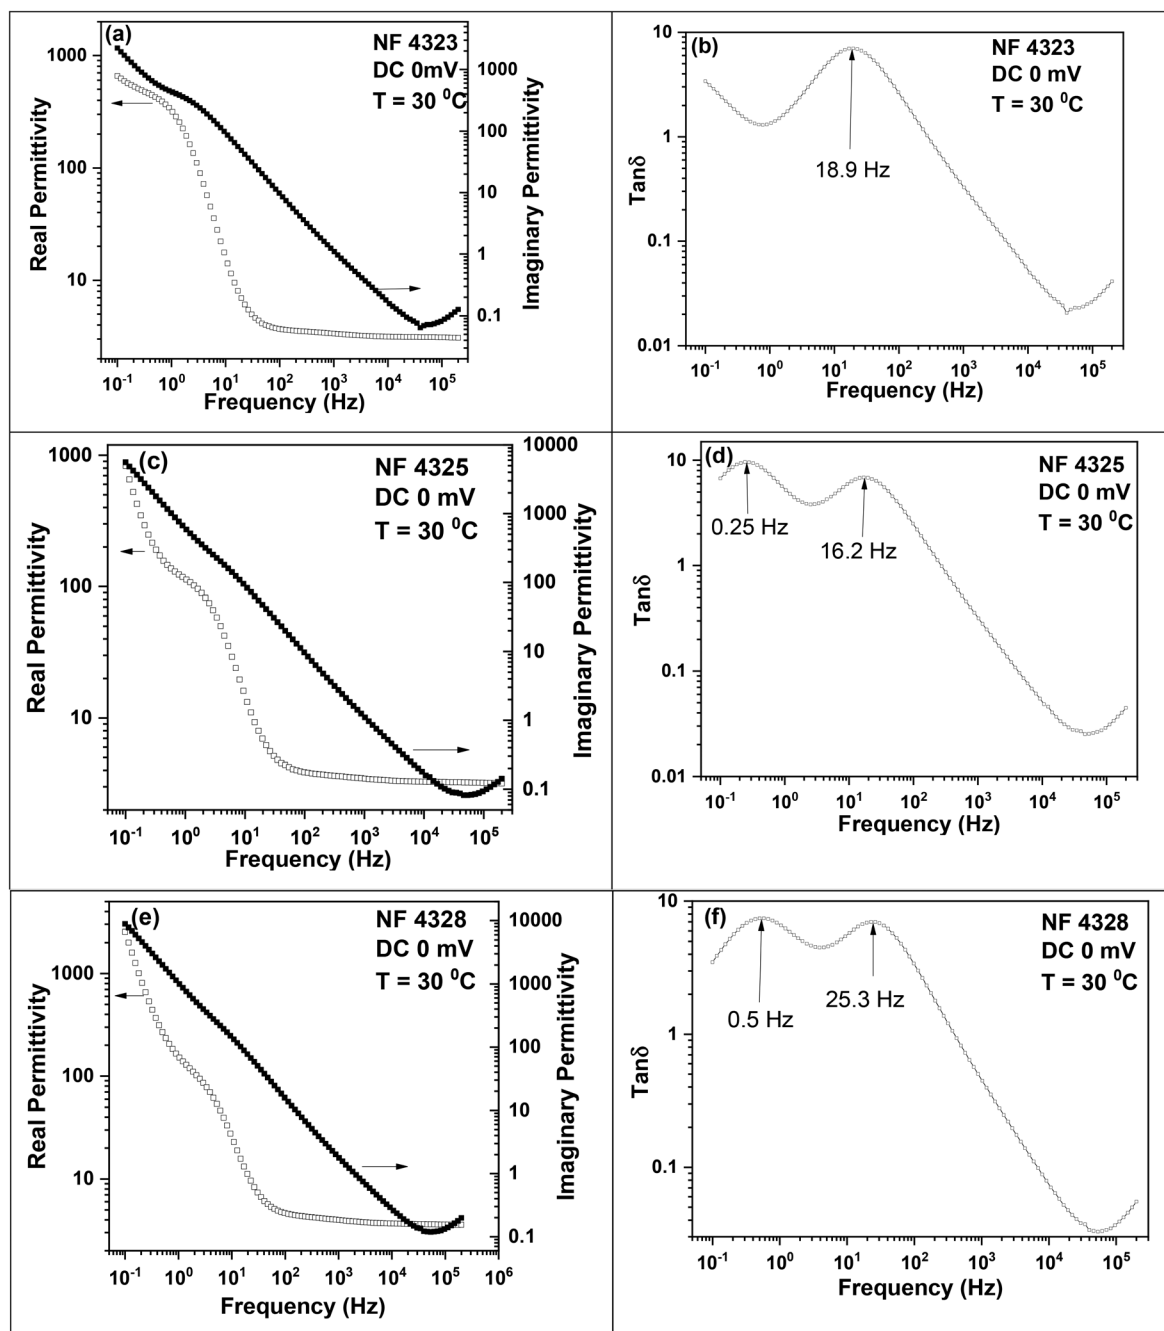 (a)
NF 4323
DC 0mV
T = 30 ⁰C
1000
100
10
Real Permittivity
1000
100
10
1
0.1
Imaginary Permittivity
10⁻¹ 10⁰ 10¹ 10² 10³ 10⁴ 10⁵
Frequency (Hz)
(b)
NF 4323
DC 0 mV
T = 30 ⁰C
10
1
0.1
0.01
Tanδ
18.9 Hz
10⁻¹ 10⁰ 10¹ 10² 10³ 10⁴ 10⁵
Frequency (Hz)
(c)
NF 4325
DC 0 mV
T = 30 ⁰C
1000
100
10
Real Permittivity
10000
1000
100
10
1
0.1
Imaginary Permittivity
10⁻¹ 10⁰ 10¹ 10² 10³ 10⁴ 10⁵
Frequency (Hz)
(d)
NF 4325
DC 0 mV
T = 30 ⁰C
10
1
0.1
0.01
Tanδ
0.25 Hz
16.2 Hz
10⁻¹ 10⁰ 10¹ 10² 10³ 10⁴ 10⁵
Frequency (Hz)
(e)
NF 4328
DC 0 mV
T = 30 ⁰C
1000
100
10
Real Permittivity
10000
1000
100
10
1
0.1
Imaginary Permittivity
10⁻¹ 10⁰ 10¹ 10² 10³ 10⁴ 10⁵ 10⁶
Frequency (Hz)
(f)
NF 4328
DC 0 mV
T = 30 ⁰C
10
1
0.1
Tanδ
0.5 Hz
25.3 Hz
10⁻¹ 10⁰ 10¹ 10² 10³ 10⁴ 10⁵
Frequency (Hz)